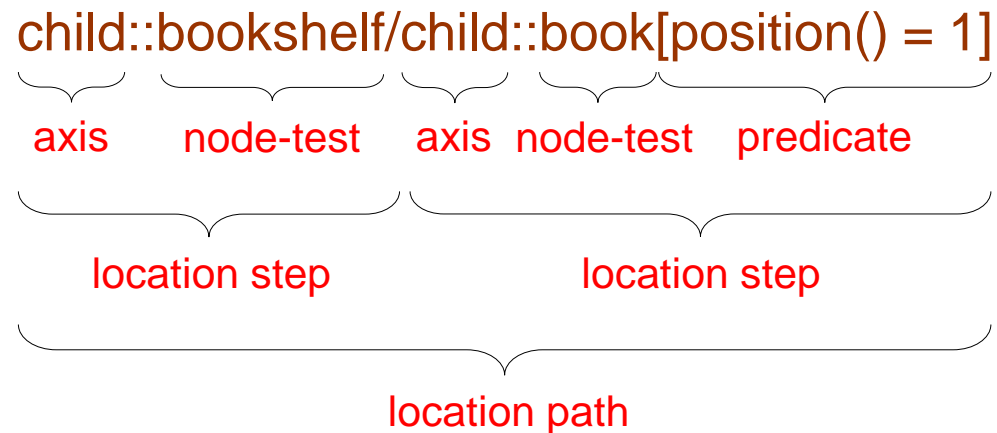 child::bookshelf/child::book[position() = 1]
axis node-test axis node-test predicate
location step location step
location path